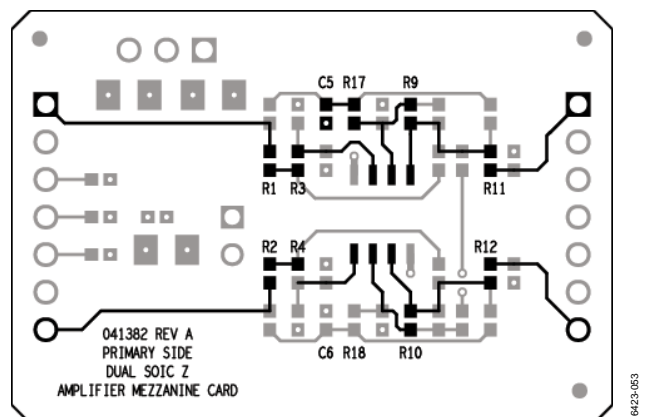 C5 R17 R9
R1 R3 R11
R2 R4 R12
C6 R18 R10
041382 REV A
PRIMARY SIDE
DUAL SOIC Z
AMPLIFIER MEZZANINE CARD
6423-053